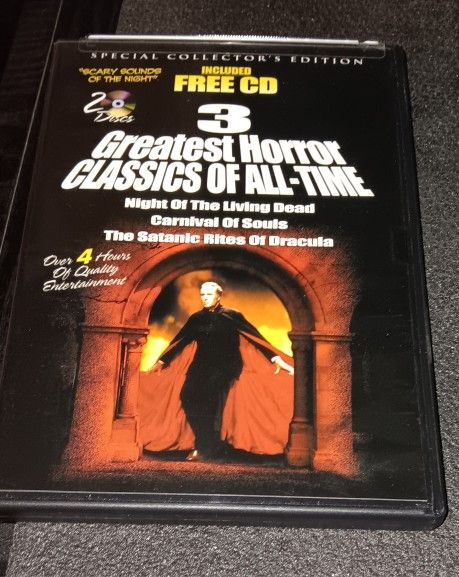 SPECIAL COLLECTOR'S EDITION
"SCARY SOUNDS
OF THE NIGHT"
INCLUDED
FREE CD
2
Discs
3
Greatest Horror
CLASSICS OF ALL-TIME
Night Of The Living Dead
Carnival Of Souls
The Satanic Rites Of Dracula
Over 4 Hours
Of Quality
Entertainment